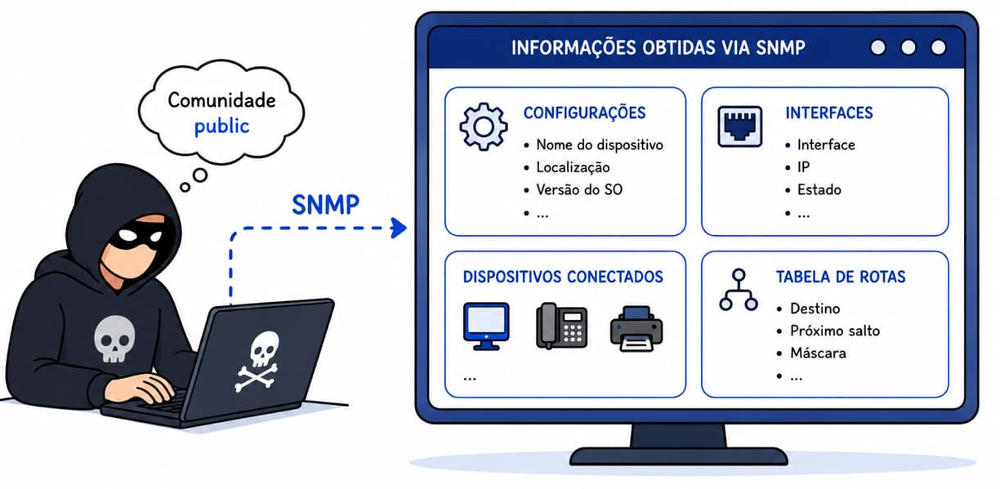 Comunidade
public
SNMP
INFORMAÇÕES OBTIDAS VIA SNMP
CONFIGURAÇÕES
• Nome do dispositivo
• Localização
• Versão do SO
• ...
INTERFACES
• Interface
• IP
• Estado
• ...
DISPOSITIVOS CONECTADOS
...
TABELA DE ROTAS
• Destino
• Próximo salto
• Máscara
• ...